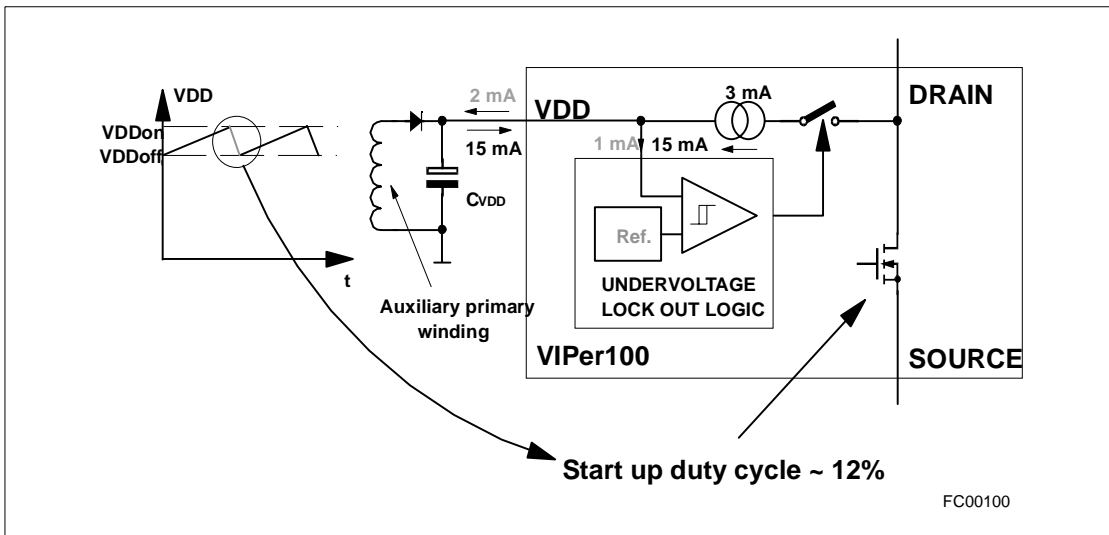 VDD
VDDon
VDDoff
t
2 mA
15 mA
CVDD
Auxiliary primary
winding
VDD
3 mA
DRAIN
1 mA
15 mA
Ref.
UNDERVOLTAGE
LOCK OUT LOGIC
VIPer100
SOURCE
Start up duty cycle ~ 12%
FC00100